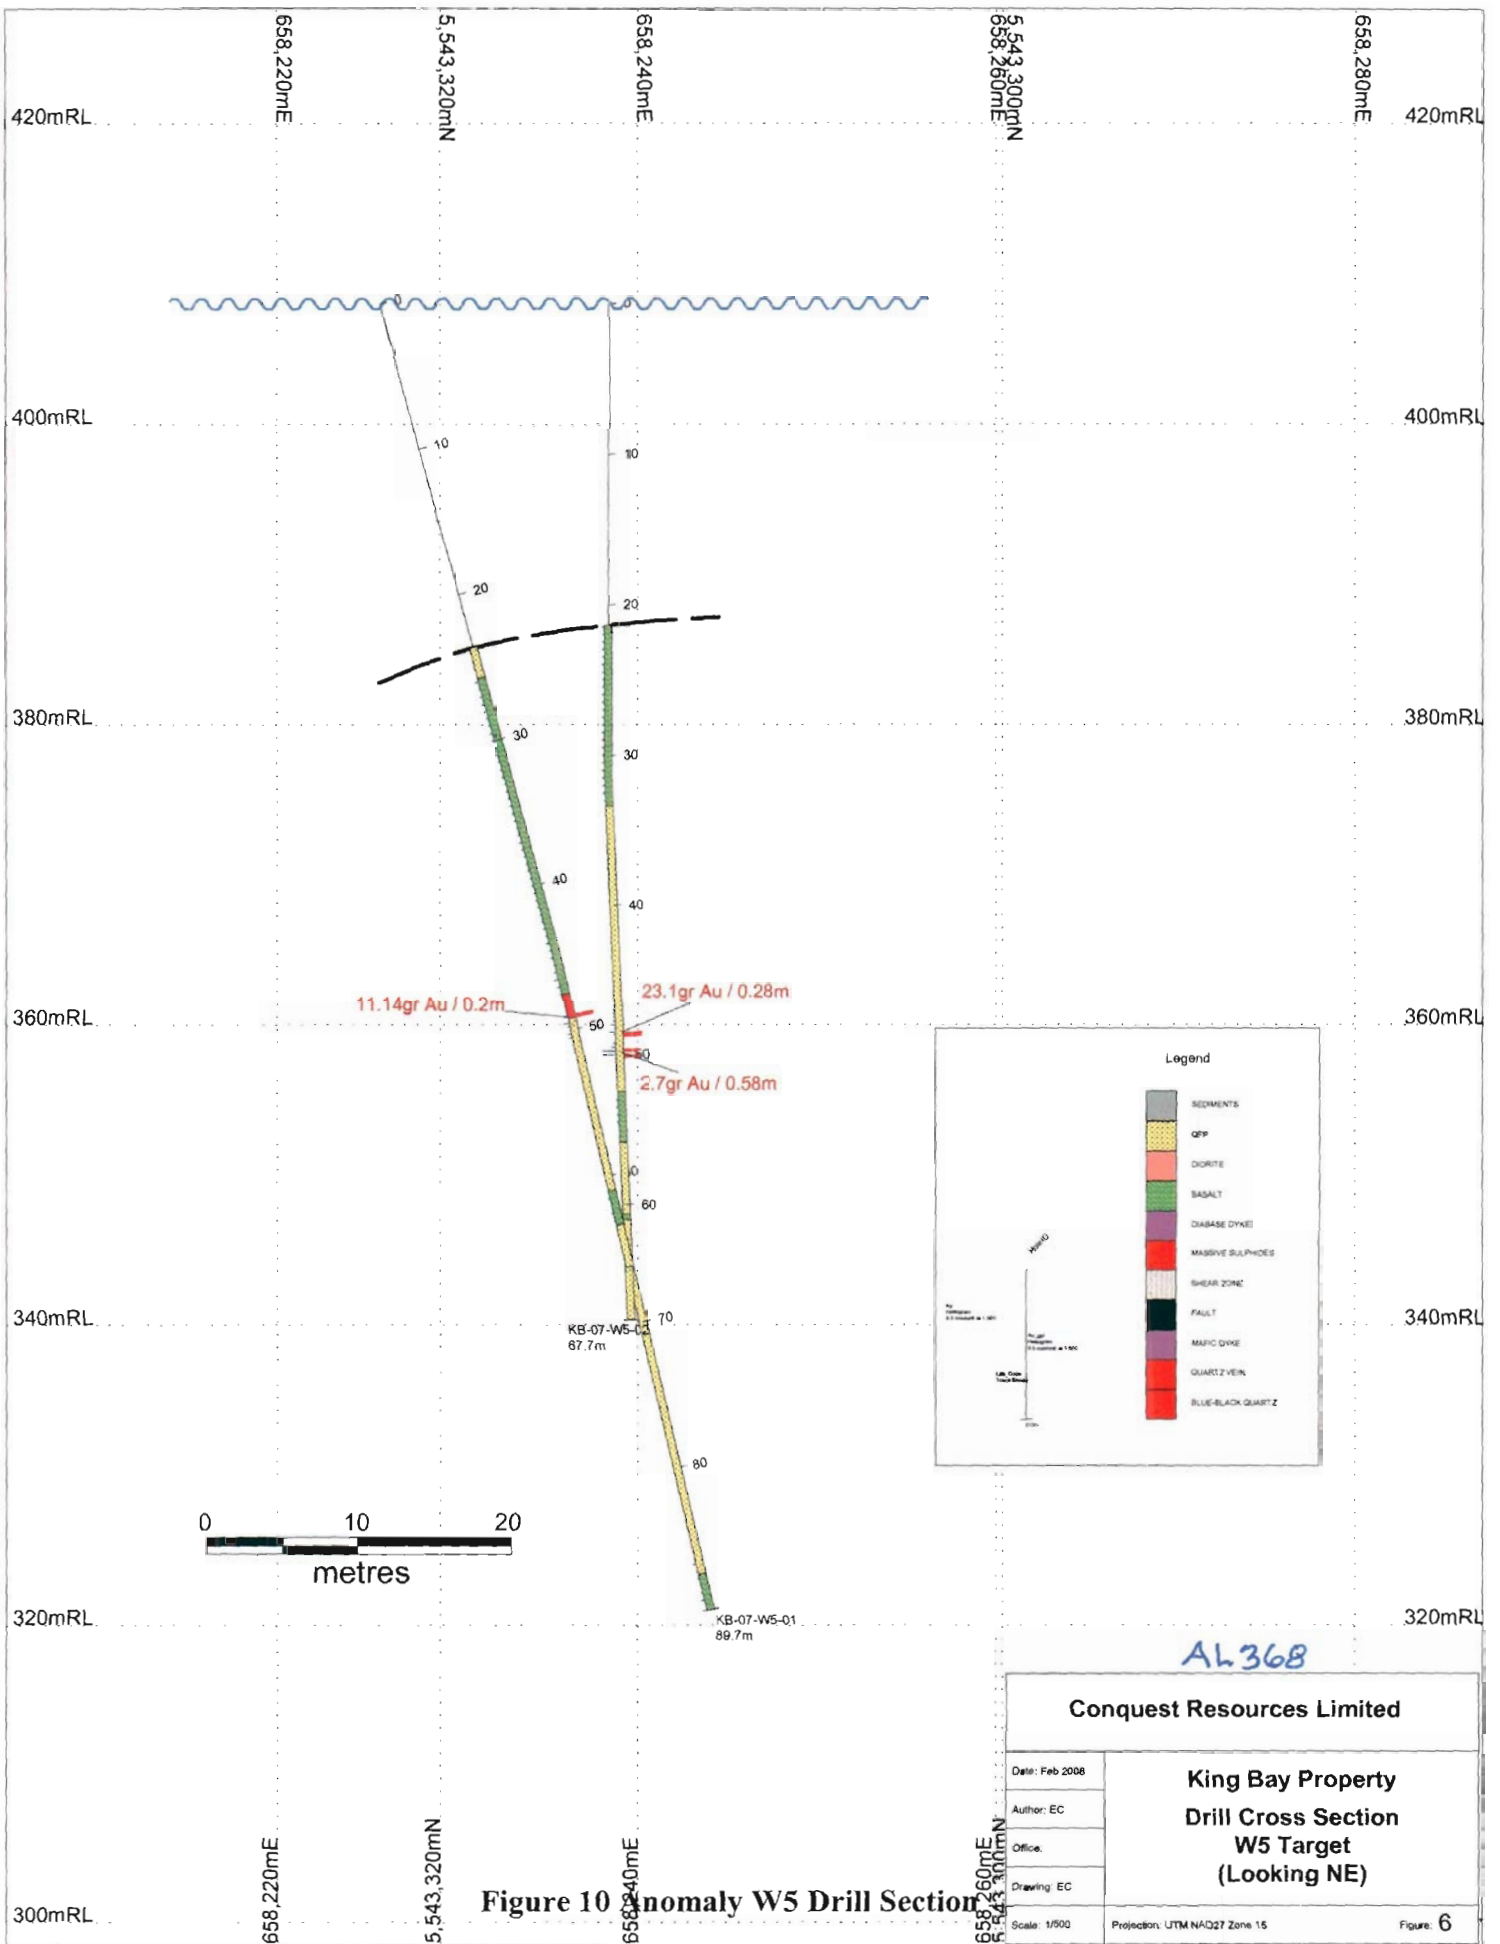 658,220mE
5,543,320mN
658,240mE
658,260mE
5,543,300mN
658,280mE
420mRL
420mRL
0
0
400mRL
400mRL
10
10
20
20
380mRL
380mRL
30
30
40
40
11.14gr Au / 0.2m
23.1gr Au / 0.28m
360mRL
360mRL
50
50
2.7gr Au / 0.58m
60
340mRL
340mRL
70
KB-07-W5-02
67.7m
80
KB-07-W5-01
89.7m
320mRL
320mRL
Legend
SEDIMENTS
QFP
DIORITE
BASALT
DIABASE DYKE
MASSIVE SULPHIDES
SHEAR ZONE
FAULT
MAFIC DYKE
QUARTZ VEIN
BLUE-BLACK QUARTZ
0 10 20
metres
AL368
Conquest Resources Limited
Date: Feb 2008
Author: EC
Office:
Drawing: EC
Scale: 1/500
King Bay Property
Drill Cross Section
W5 Target
(Looking NE)
Projection: UTM NAD27 Zone 15
Figure: 6
300mRL
658,220mE
5,543,320mN
658,240mE
658,260mE
5,543,300mN
Figure 10 Anomaly W5 Drill Section